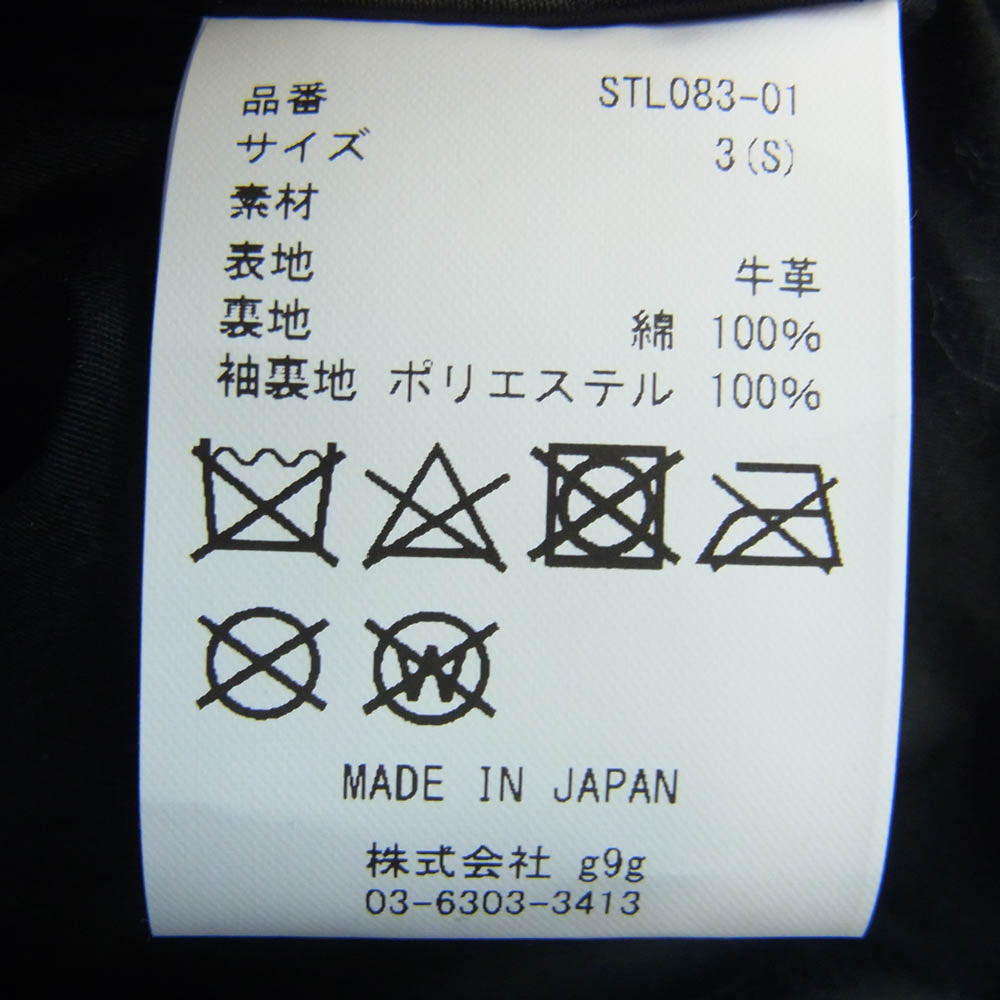 品番 STL083-01
サイズ 3(S)
素材
表地 牛革
裏地 綿 100%
袖裏地 ポリエステル 100%
W
MADE IN JAPAN
株式会社 g9g
03-6303-3413